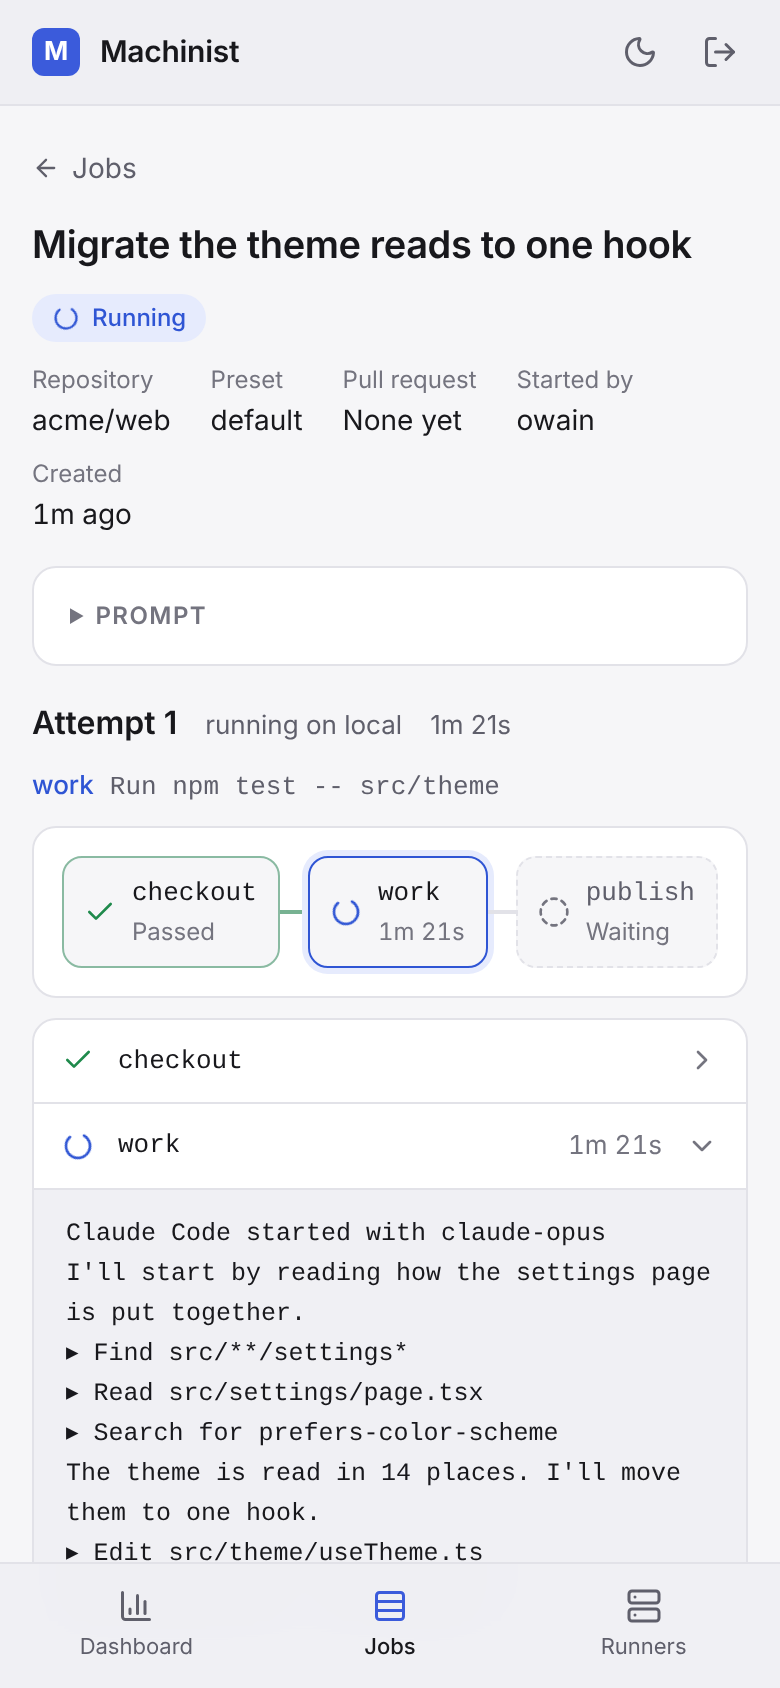 M Machinist
Jobs
Migrate the theme reads to one hook
Running
Repository Preset Pull request Started by
acme/web default None yet owain
Created
1m ago
PROMPT
Attempt 1 running on local 1m 21s
work Run npm test -- src/theme
checkout work publish
Passed 1m 21s Waiting
checkout
work 1m 21s
Claude Code started with claude-opus
I'll start by reading how the settings page
is put together.
▸ Find src/**/settings*
▸ Read src/settings/page.tsx
▸ Search for prefers-color-scheme
The theme is read in 14 places. I'll move
them to one hook.
▸ Edit src/theme/useTheme.ts
Dashboard Jobs Runners